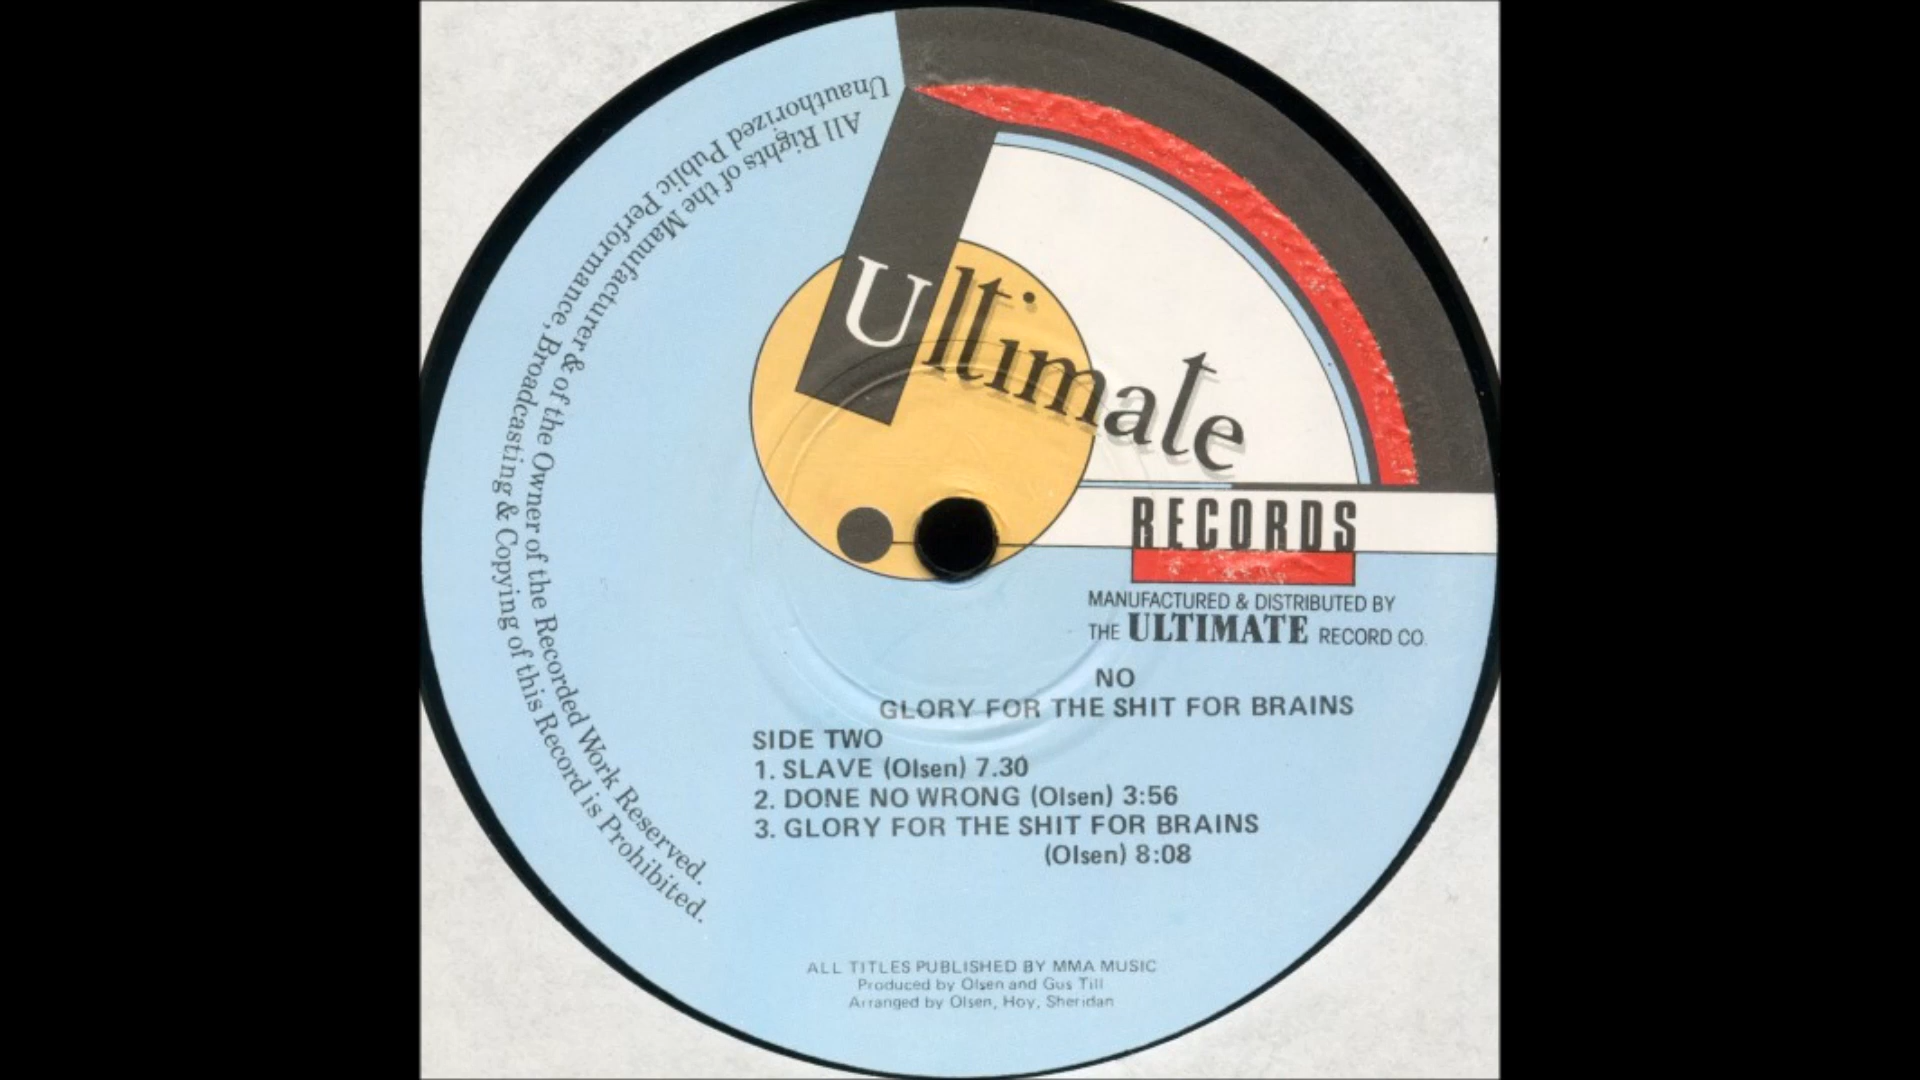 Unauthorized Public Performance, Broadcasting & Copying of this Record is Prohibited.
All Rights of the Manufacturer & of the Owner of the Recorded Work Reserved.
Ultimate
RECORDS
MANUFACTURED & DISTRIBUTED BY
THE ULTIMATE RECORD CO.
NO
GLORY FOR THE SHIT FOR BRAINS
SIDE TWO
1. SLAVE (Olsen) 7.30
2. DONE NO WRONG (Olsen) 3:56
3. GLORY FOR THE SHIT FOR BRAINS
(Olsen) 8:08
ALL TITLES PUBLISHED BY MMA MUSIC
Produced by Olsen and Gus Till
Arranged by Olsen, Hoy, Sheridan